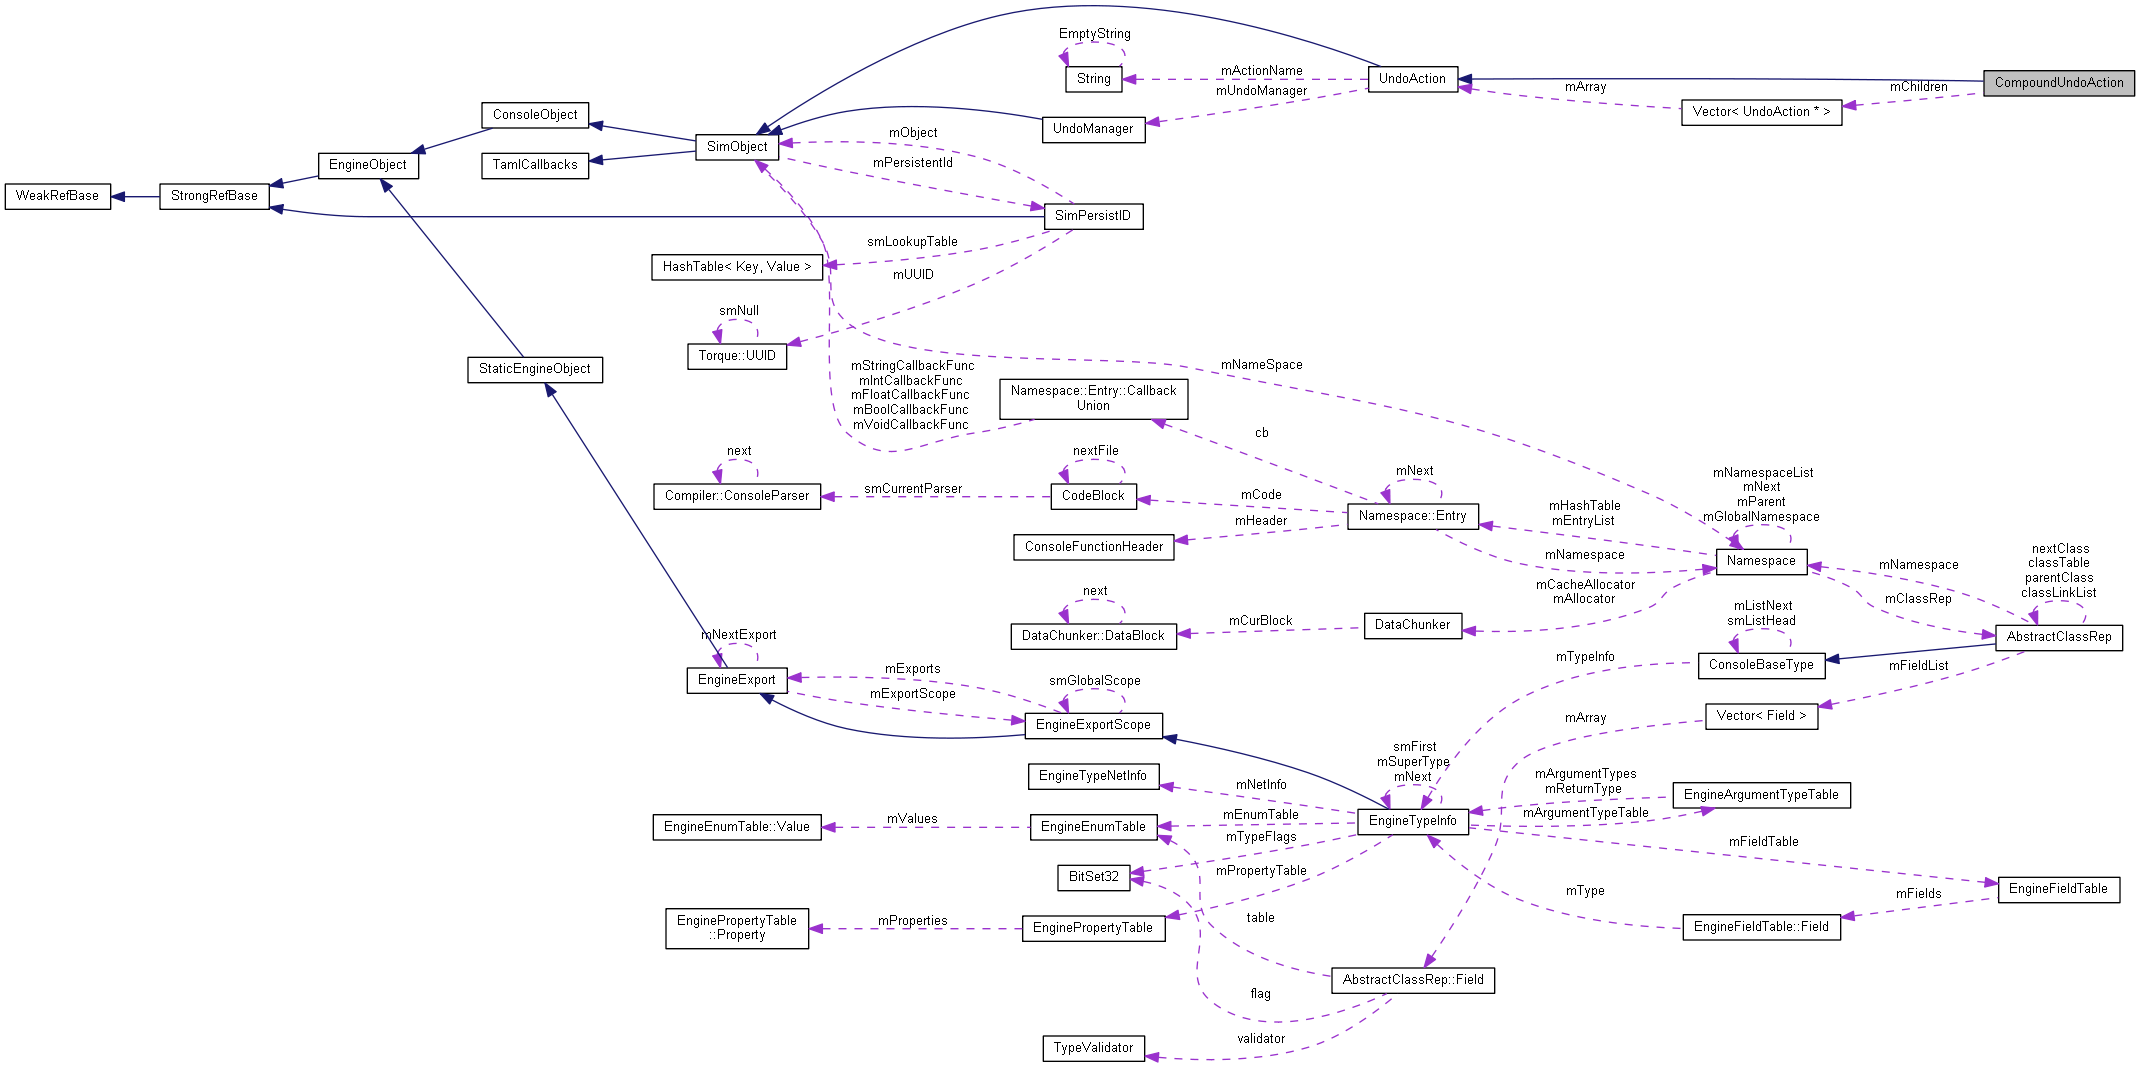 EmptyString
String
mActionName
mUndoManager
UndoAction
mArray
mChildren
CompoundUndoAction
Vector< UndoAction * >
ConsoleObject
UndoManager
SimObject
mObject
mPersistentId
EngineObject
TamlCallbacks
WeakRefBase
StrongRefBase
SimPersistID
smLookupTable
HashTable< Key, Value >
mUUID
smNull
Torque::UUID
StaticEngineObject
mStringCallbackFunc
mIntCallbackFunc
mFloatCallbackFunc
mBoolCallbackFunc
mVoidCallbackFunc
mNameSpace
Namespace::Entry::Callback
Union
cb
next
Compiler::ConsoleParser
smCurrentParser
nextFile
CodeBlock
mCode
mHeader
mNext
Namespace::Entry
ConsoleFunctionHeader
mHashTable
mEntryList
mNamespace
mNamespaceList
mNext
mParent
mGlobalNamespace
Namespace
mNamespace
mClassRep
nextClass
classTable
parentClass
classLinkList
AbstractClassRep
mCacheAllocator
mAllocator
next
DataChunker::DataBlock
mCurBlock
DataChunker
mListNext
smListHead
ConsoleBaseType
mTypeInfo
mFieldList
mNextExport
EngineExport
mExports
mExportScope
smGlobalScope
EngineExportScope
Vector< Field >
mArray
smFirst
mSuperType
mNext
EngineTypeInfo
EngineTypeNetInfo
mNetInfo
mArgumentTypes
mReturnType
mArgumentTypeTable
EngineArgumentTypeTable
EngineEnumTable::Value
mValues
EngineEnumTable
mEnumTable
mTypeFlags
BitSet32
mPropertyTable
mFieldTable
EngineFieldTable
mFields
mType
EngineFieldTable::Field
EnginePropertyTable
::Property
mProperties
EnginePropertyTable
table
AbstractClassRep::Field
flag
validator
TypeValidator